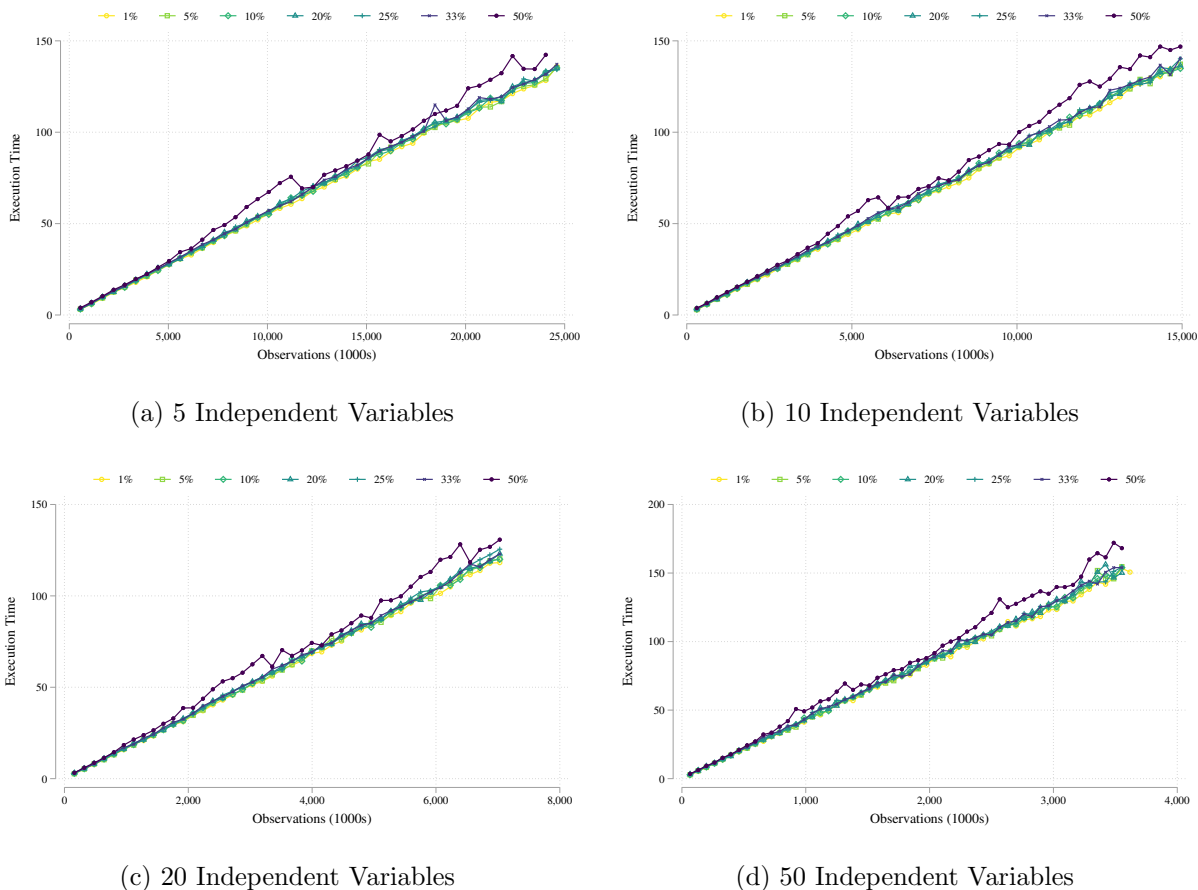 1% 5% 10% 20% 25% 33% 50%
150
100
50
0
Execution Time
0 5,000 10,000 15,000 20,000 25,000
Observations (1000s)
(a) 5 Independent Variables
1% 5% 10% 20% 25% 33% 50%
150
100
50
0
Execution Time
0 5,000 10,000 15,000
Observations (1000s)
(b) 10 Independent Variables
1% 5% 10% 20% 25% 33% 50%
150
100
50
0
Execution Time
0 2,000 4,000 6,000 8,000
Observations (1000s)
(c) 20 Independent Variables
1% 5% 10% 20% 25% 33% 50%
200
150
100
50
0
Execution Time
0 1,000 2,000 3,000 4,000
Observations (1000s)
(d) 50 Independent Variables